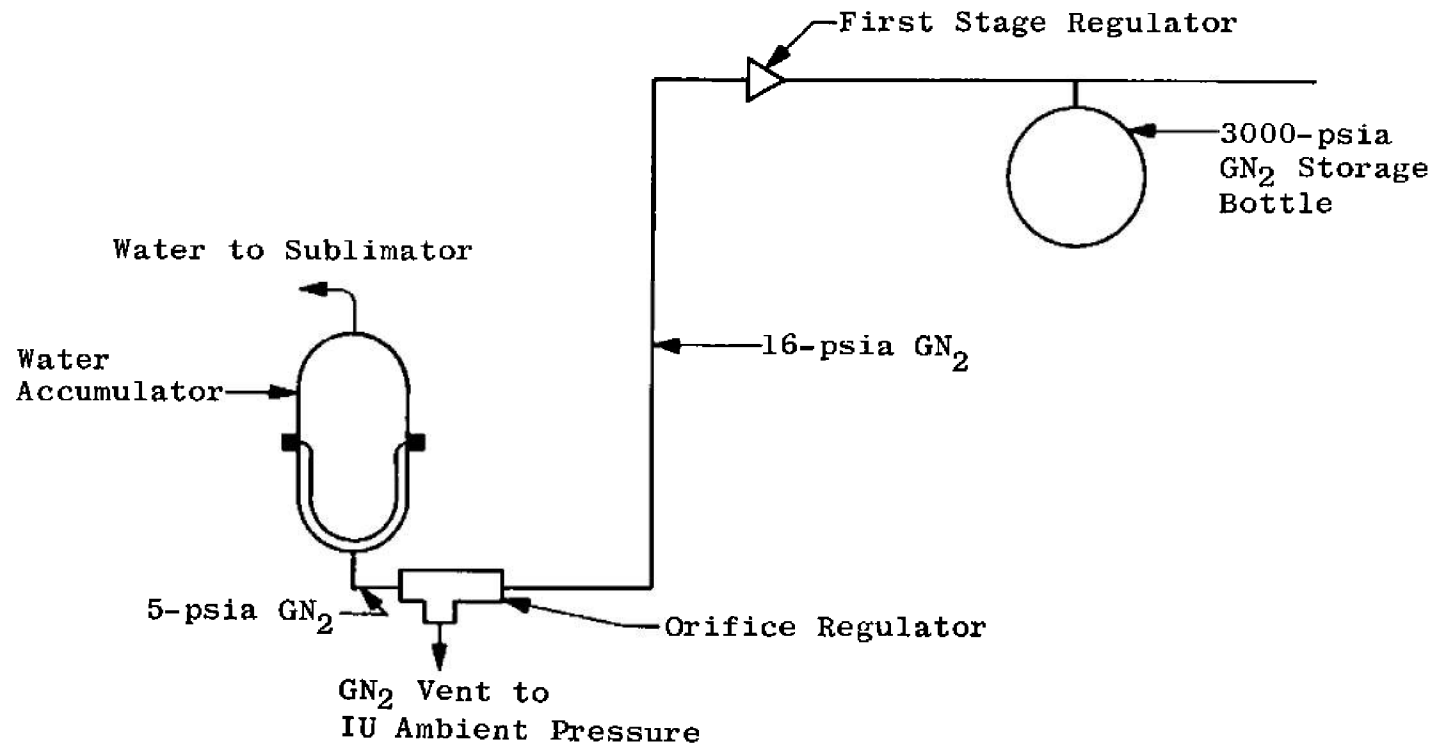 First Stage Regulator
3000-psia
GN2 Storage
Bottle
Water to Sublimator
16-psia GN2
Water
Accumulator
5-psia GN2
Orifice Regulator
GN2 Vent to
IU Ambient Pressure